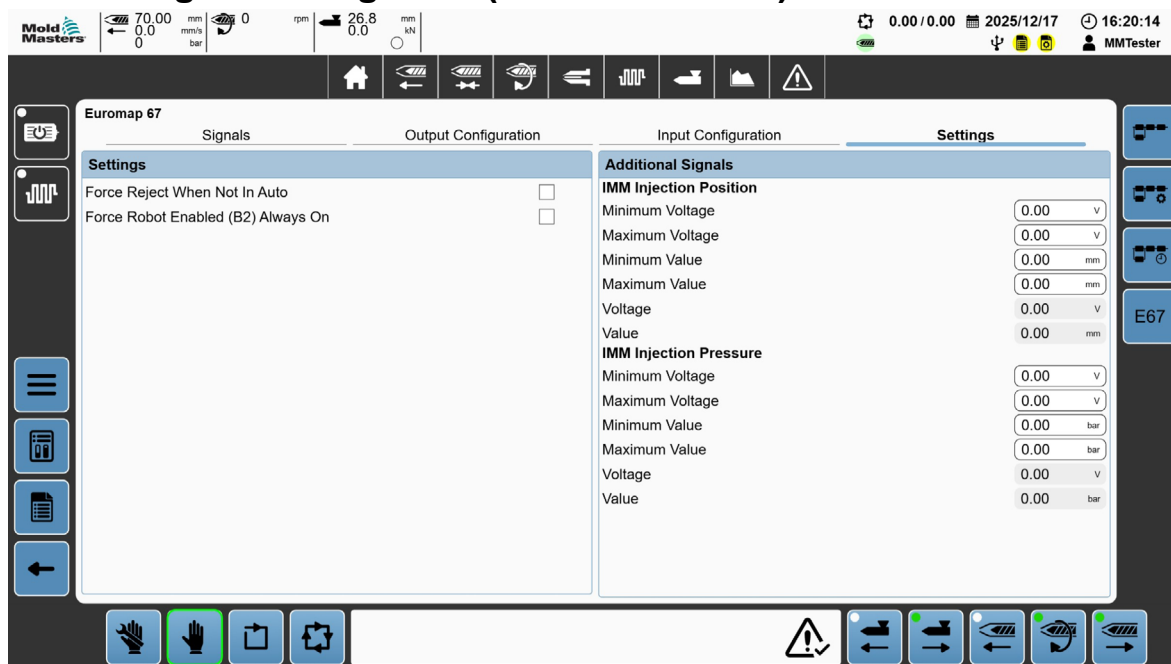 Mold
Masters
70.00 mm
0.0 mm/s
0 bar
0 rpm
26.8 mm
0.0 kN
0.00 / 0.00 2025/12/17 16:20:14
MMTester
Euromap 67
Signals Output Configuration Input Configuration Settings
Settings
Force Reject When Not In Auto
Force Robot Enabled (B2) Always On
Additional Signals
IMM Injection Position
Minimum Voltage 0.00 V
Maximum Voltage 0.00 V
Minimum Value 0.00 mm
Maximum Value 0.00 mm
Voltage 0.00 V
Value 0.00 mm
IMM Injection Pressure
Minimum Voltage 0.00 V
Maximum Voltage 0.00 V
Minimum Value 0.00 bar
Maximum Value 0.00 bar
Voltage 0.00 V
Value 0.00 bar
E67